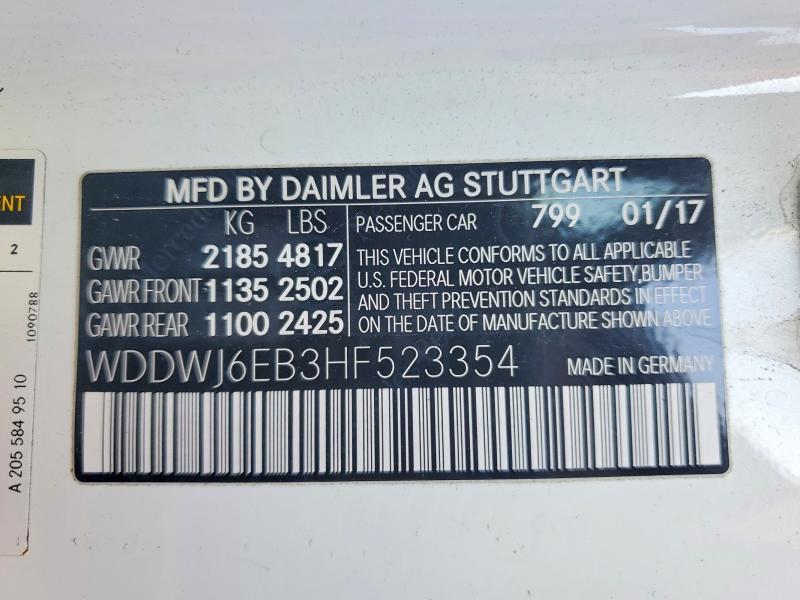 MFD BY DAIMLER AG STUTTGART
KG LBS
GVWR 2185 4817
GAWR FRONT 1135 2502
GAWR REAR 1100 2425
PASSENGER CAR 799 01/17
THIS VEHICLE CONFORMS TO ALL APPLICABLE
U.S. FEDERAL MOTOR VEHICLE SAFETY,BUMPER
AND THEFT PREVENTION STANDARDS IN EFFECT
ON THE DATE OF MANUFACTURE SHOWN ABOVE
WDDWJ6EB3HF523354 MADE IN GERMANY
2
1090788
A 205 584 95 10